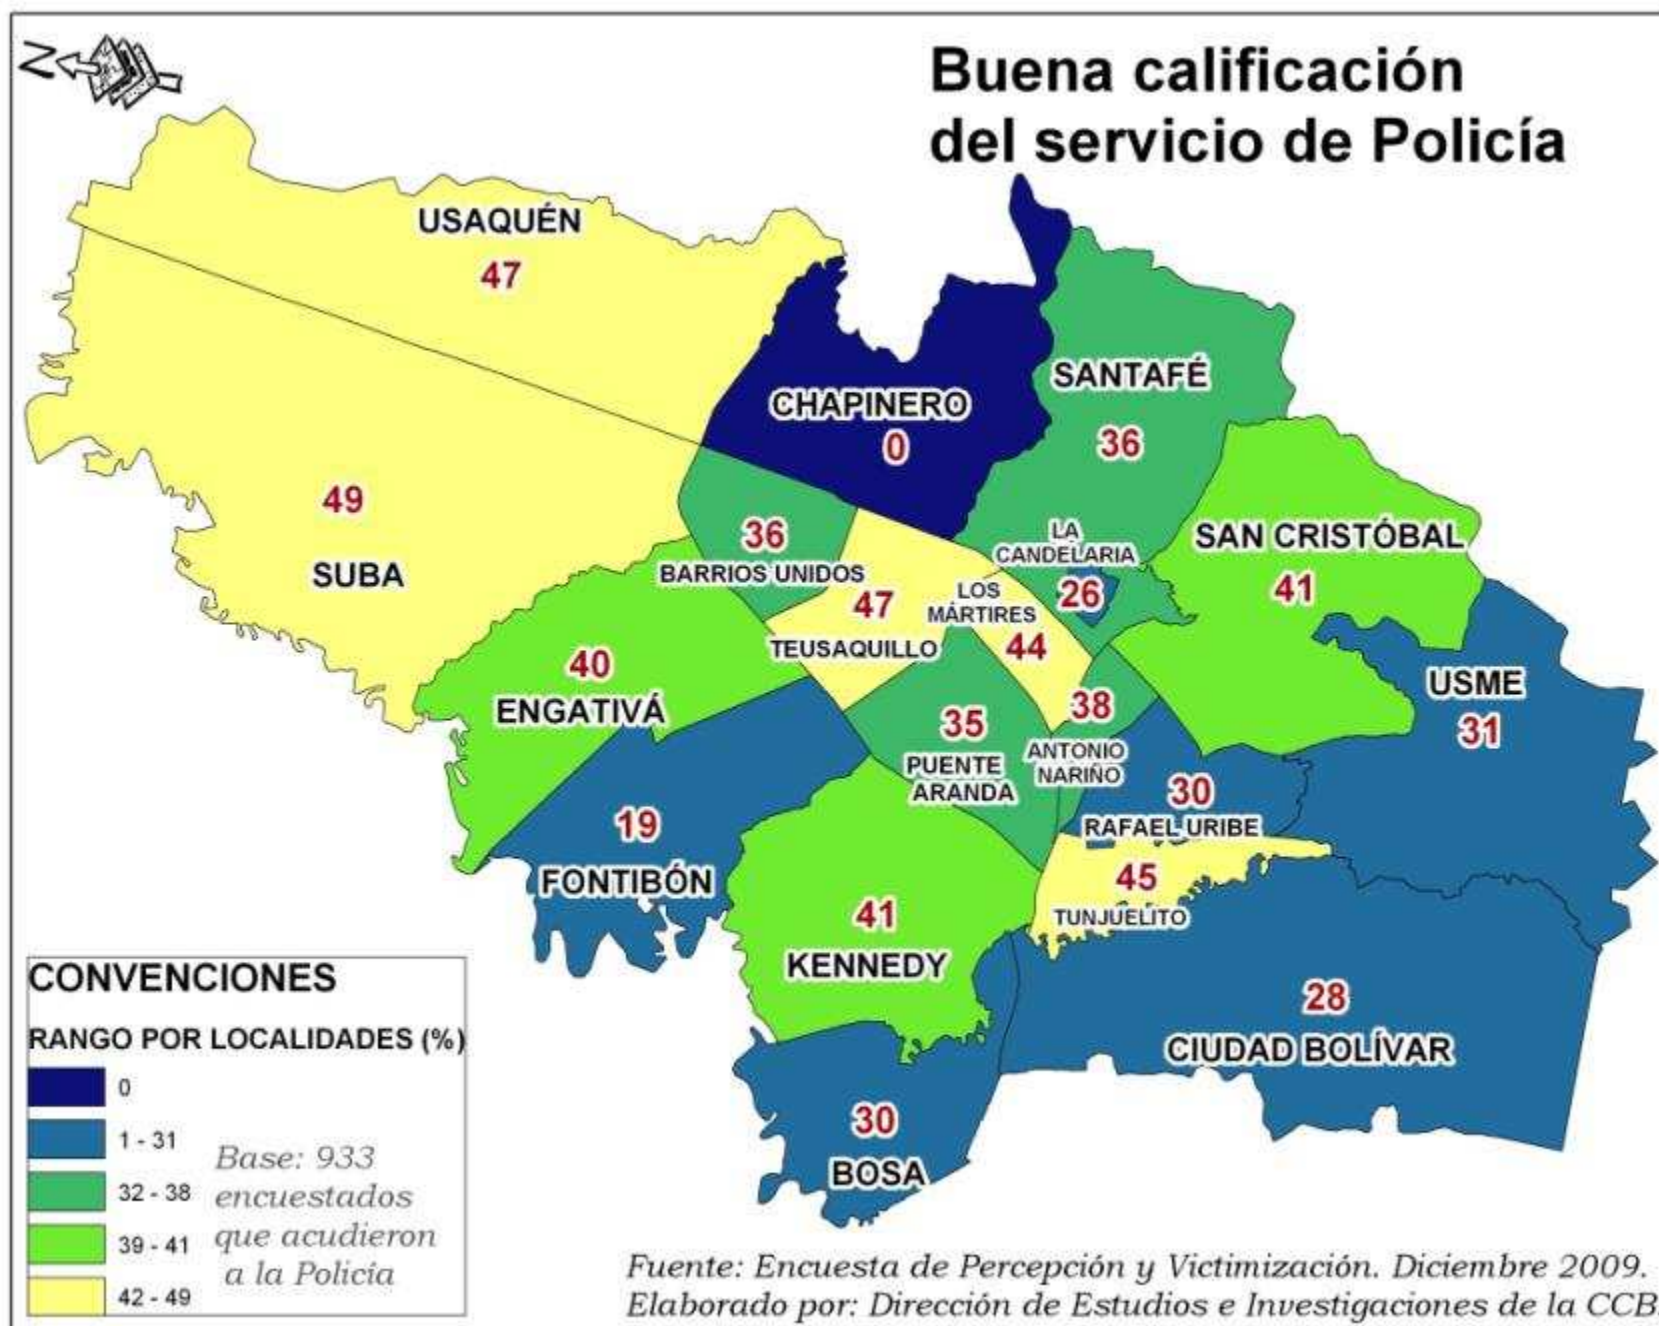 N
Buena calificación
del servicio de Policía
USAQUÉN
47
CHAPINERO
0
SANTAFÉ
36
49
SUBA
36
BARRIOS UNIDOS
LA
CANDELARIA
26
SAN CRISTÓBAL
41
47
TEUSAQUILLO
LOS
MÁRTIRES
44
40
ENGATIVÁ
USME
31
35
PUENTE
ARANDA
38
ANTONIO
NARIÑO
30
RAFAEL URIBE
19
FONTIBÓN
45
TUNJUELITO
41
KENNEDY
28
CIUDAD BOLÍVAR
30
BOSA
CONVENCIONES
RANGO POR LOCALIDADES (%)
0
1 - 31
32 - 38
39 - 41
42 - 49
Base: 933
encuestados
que acudieron
a la Policía
Fuente: Encuesta de Percepción y Victimización. Diciembre 2009.
Elaborado por: Dirección de Estudios e Investigaciones de la CCB.